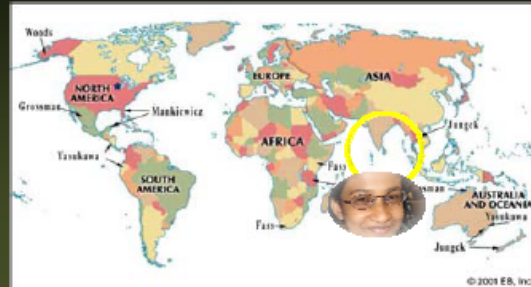 Woods
NORTH
AMERICA
Grossman
Mankiewicz
Yasukawa
SOUTH
AMERICA
EUROPE
ASIA
AFRICA
Fass
Fass
Jungck
AUSTRALIA
AND OCEANIA
Yasukawa
Jungck
© 2001 EB, Inc